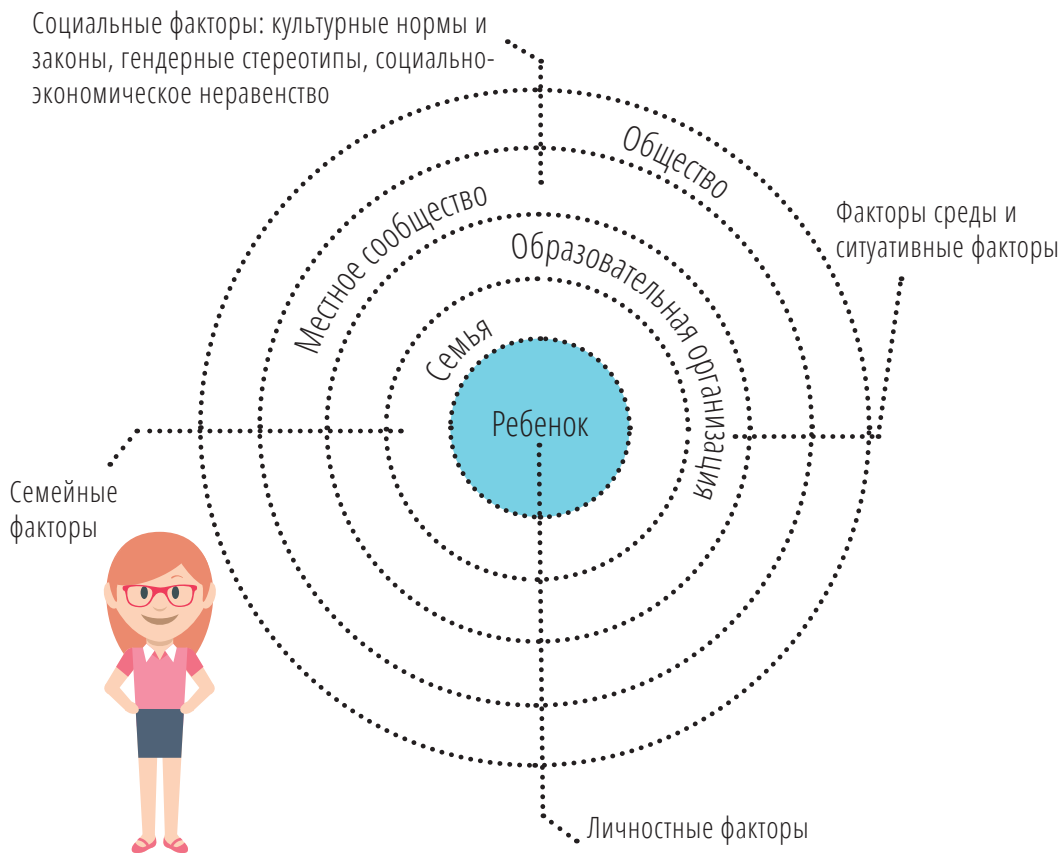 Социальные факторы: культурные нормы и
законы, гендерные стереотипы, социально-
экономическое неравенство
Общество
Местное сообщество
Факторы среды и
ситуативные факторы
Образовательная организация
Семья
Ребенок
Семейные
факторы
Личностные факторы